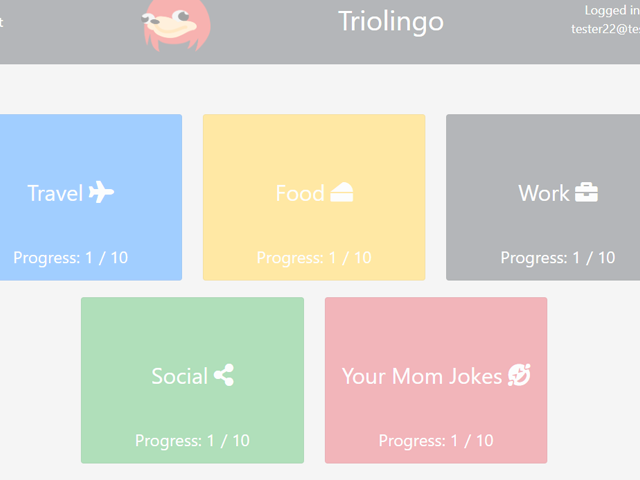 t
Triolingo
Logged in
tester22@te
Travel
Food
Work
Progress: 1 / 10
Progress: 1 / 10
Progress: 1 / 10
Social
Your Mom Jokes
Progress: 1 / 10
Progress: 1 / 10